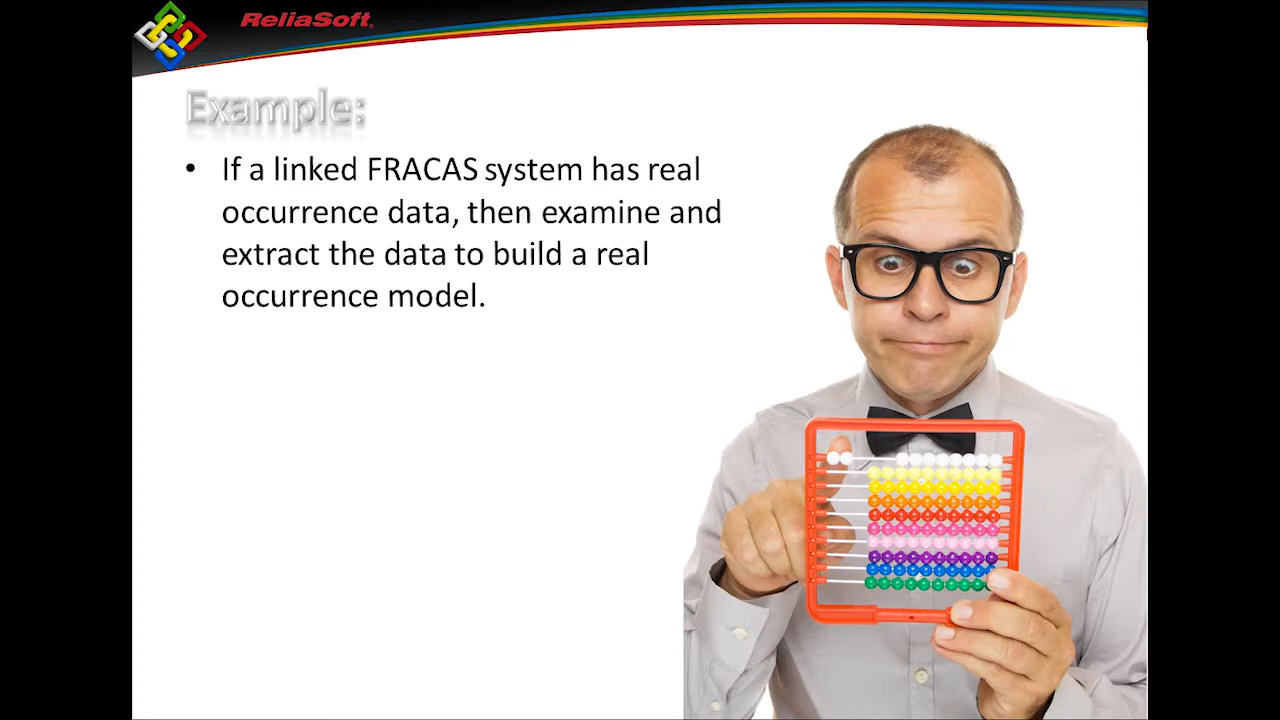 ReliaSoft.
Example:
• If a linked FRACAS system has real
occurrence data, then examine and
extract the data to build a real
occurrence model.